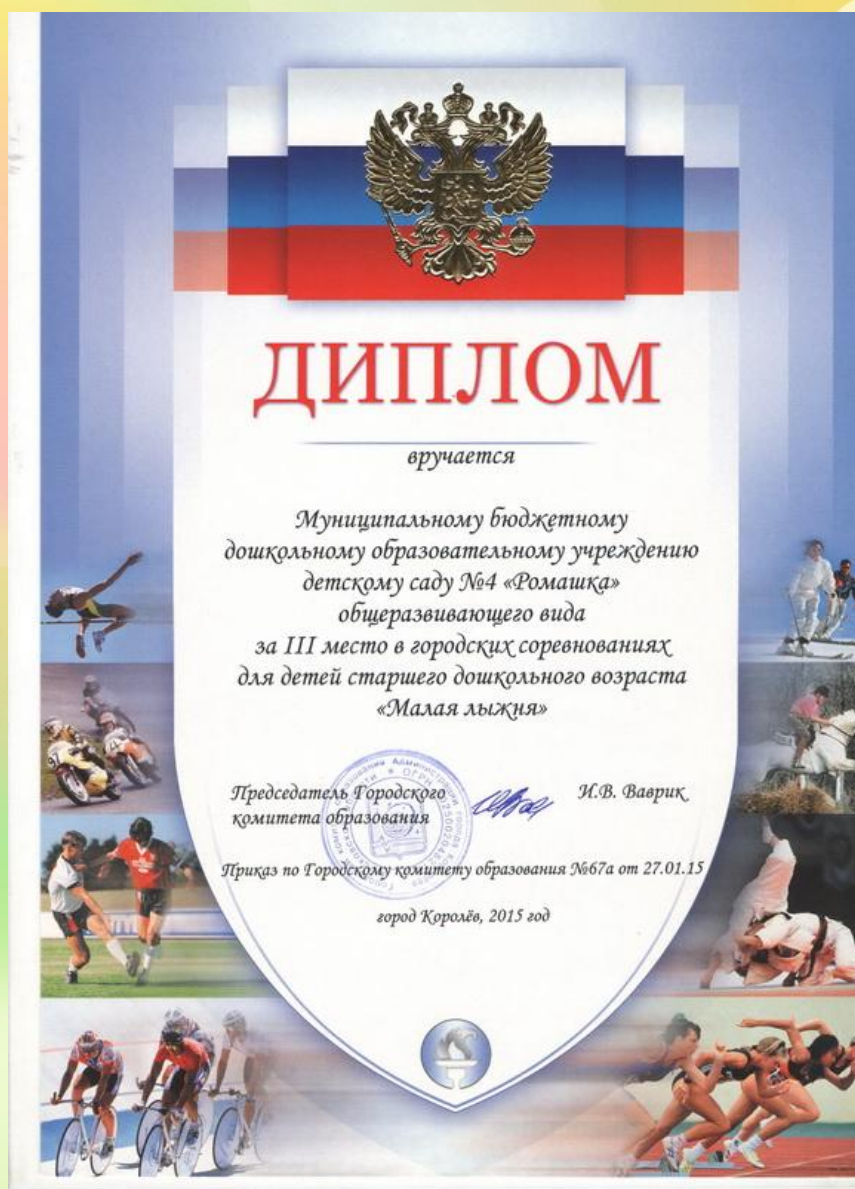 ДИПЛОМ
вручается
Муниципальному бюджетному
дошкольному образовательному учреждению
детскому саду №4 «Ромашка»
общеразвивающего вида
за III место в городских соревнованиях
для детей старшего дошкольного возраста
«Малая лыжня»
Председатель Городского И.В. Ваврик
комитета образования
Приказ по Городскому комитету образования №67а от 27.01.15
город Королёв, 2015 год